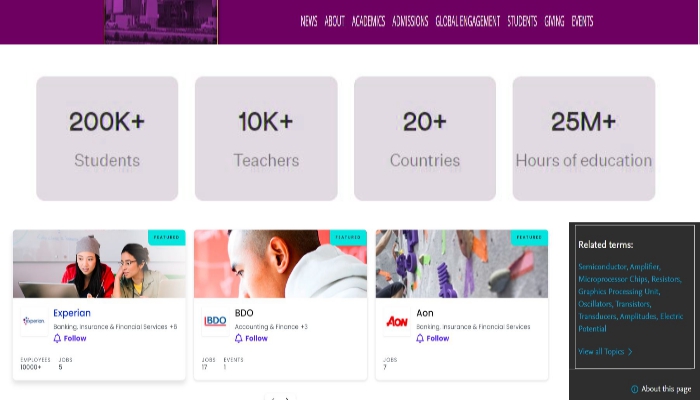 NEWS ABOUT ACADEMICS ADMISSIONS GLOBAL ENGAGEMENT STUDENTS GIVING EVENTS
200K+
Students
10K+
Teachers
20+
Countries
25M+
Hours of education
FEATURED
Experian
Experian
Banking, Insurance & Financial Services +8
Follow
EMPLOYEES JOBS
10000+ 5
FEATURED
IBDO
BDO
Accounting & Finance +3
Follow
JOBS EVENTS
17 1
FEATURED
AON
Aon
Banking, Insurance & Financial Services
Follow
JOBS
7
Related terms:
Semiconductor, Amplifier,
Microprocessor Chips, Resistors,
Graphics Processing Unit,
Oscillators, Transistors,
Transducers, Amplitudes, Electric
Potential
View all Topics
About this page